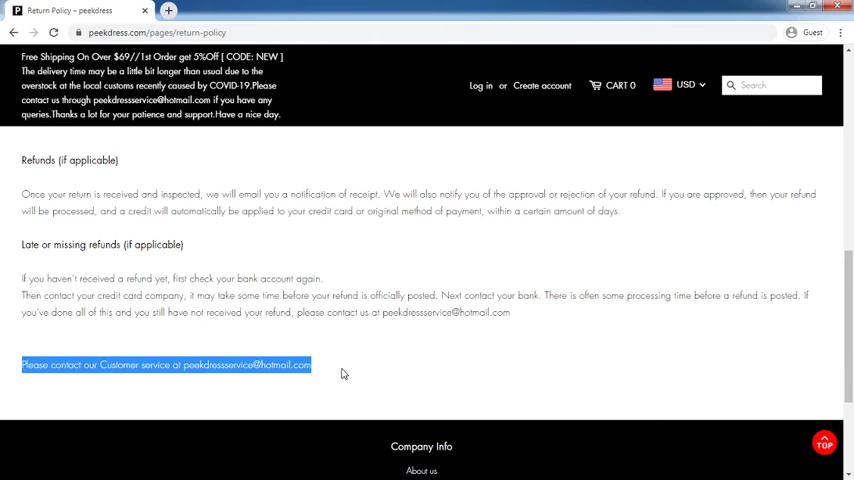 Return Policy – peekdress
peekdress.com/pages/return-policy
Guest
Free Shipping On Over $69//1st Order get 5%Off [ CODE: NEW ]
The delivery time may be a little bit longer than usual due to the
overstock at the local customs recently caused by COVID-19.Please
contact us through peekdressservice@hotmail.com if you have any
queries.Thanks a lot for your patience and support.Have a nice day.
Log in or Create account
CART 0
USD
Search
Refunds (if applicable)
Once your return is received and inspected, we will email you a notification of receipt. We will also notify you of the approval or rejection of your refund. If you are approved, then your refund
will be processed, and a credit will automatically be applied to your credit card or original method of payment, within a certain amount of days.
Late or missing refunds (if applicable)
If you haven't received a refund yet, first check your bank account again.
Then contact your credit card company, it may take some time before your refund is officially posted. Next contact your bank. There is often some processing time before a refund is posted. If
you've done all of this and you still have not received your refund, please contact us at peekdressservice@hotmail.com
Please contact our Customer service at peekdressservice@hotmail.com
TOP
Company Info
About us